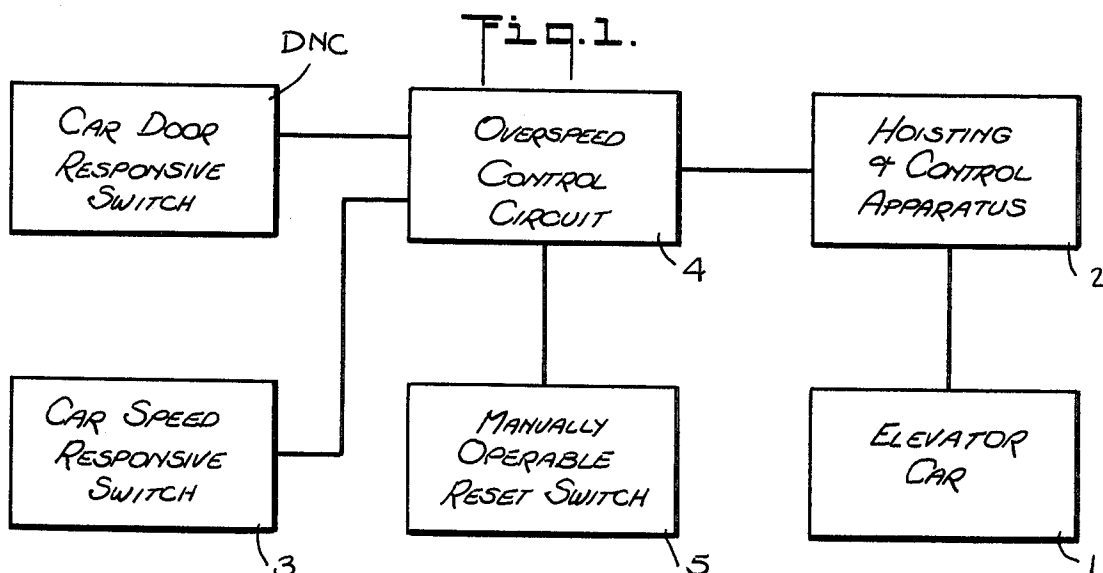 Fig.1.
DNC
CAR DOOR
RESPONSIVE
SWITCH
OVERSPEED
CONTROL
CIRCUIT
4
HOISTING
& CONTROL
APPARATUS
2
CAR SPEED
RESPONSIVE
SWITCH
3
MANUALLY
OPERABLE
RESET SWITCH
5
ELEVATOR
CAR
1